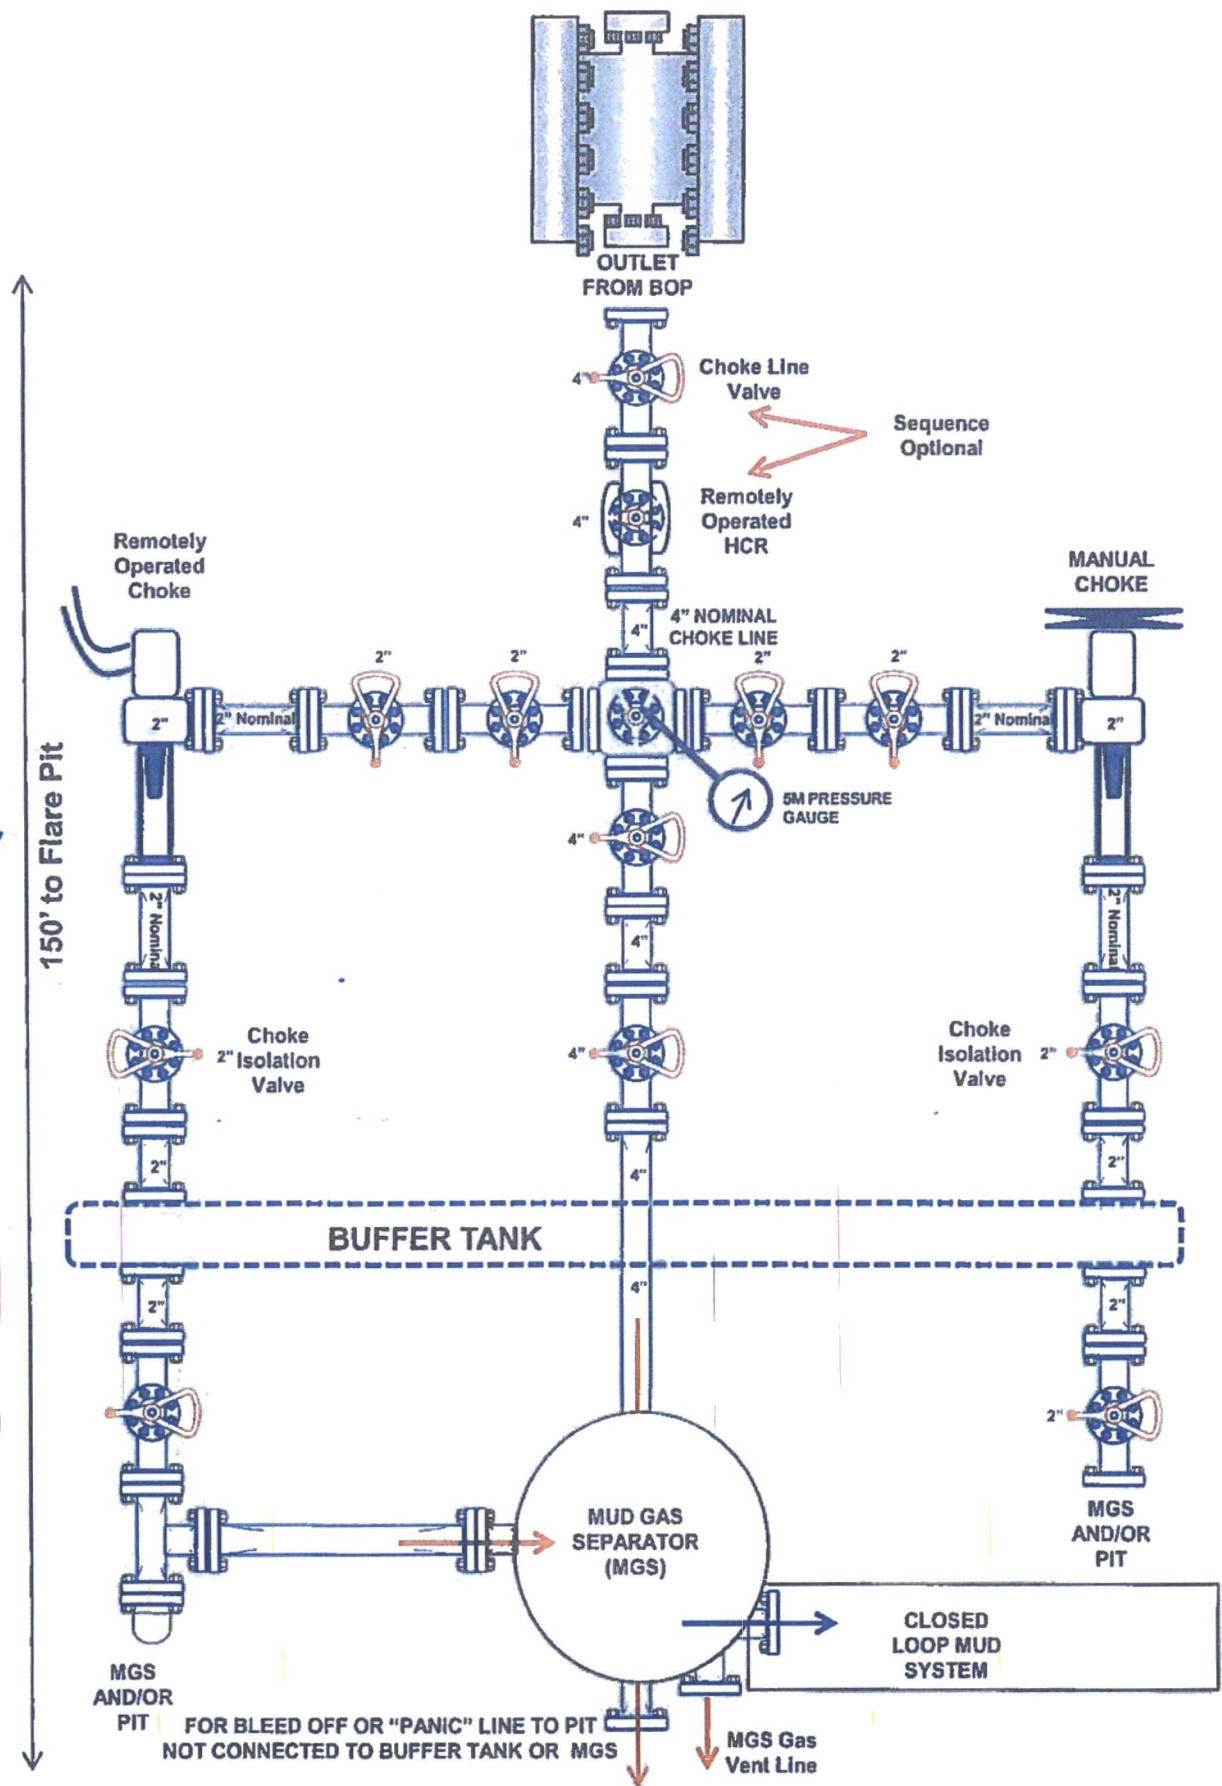 OUTLET
FROM BOP
4"
Choke Line
Valve
Sequence
Optional
4"
Remotely
Operated
HCR
Remotely
Operated
Choke
MANUAL
CHOKE
4"
4" NOMINAL
CHOKE LINE
2"
2"
2"
2"
2"
2" Nominal
2" Nominal
2"
5M PRESSURE
GAUGE
4"
150' to Flare Pit
2" Nominal
4"
2" Nominal
2"
Choke
Isolation
Valve
4"
Choke
Isolation
Valve
2"
2"
4"
2"
BUFFER TANK
2"
4"
2"
2"
MUD GAS
SEPARATOR
(MGS)
MGS
AND/OR
PIT
CLOSED
LOOP MUD
SYSTEM
MGS
AND/OR
PIT
FOR BLEED OFF OR "PANIC" LINE TO PIT
NOT CONNECTED TO BUFFER TANK OR MGS
MGS Gas
Vent Line